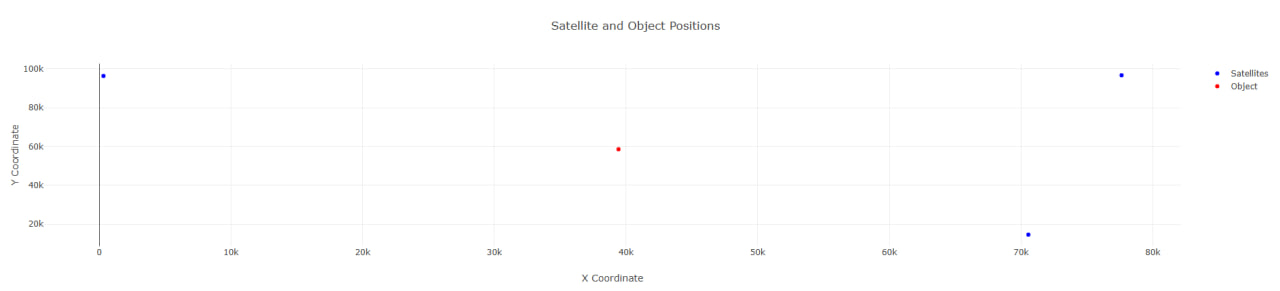 Satellite and Object Positions
Y Coordinate
100k
80k
60k
40k
20k
0 10k 20k 30k 40k 50k 60k 70k 80k
X Coordinate
Satellites
Object